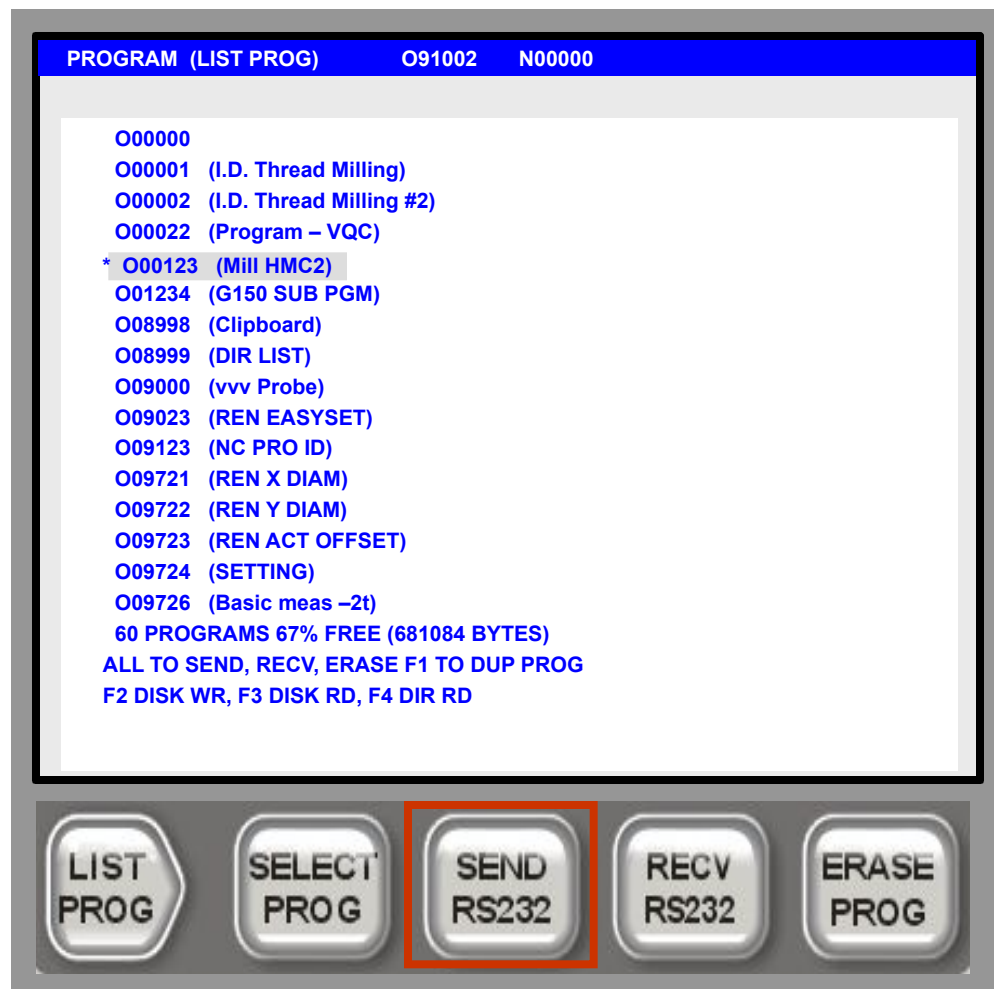 PROGRAM (LIST PROG) O91002 N00000
O00000
O00001 (I.D. Thread Milling)
O00002 (I.D. Thread Milling #2)
O00022 (Program – VQC)
* O00123 (Mill HMC2)
O01234 (G150 SUB PGM)
O08998 (Clipboard)
O08999 (DIR LIST)
O09000 (vvv Probe)
O09023 (REN EASYSET)
O09123 (NC PRO ID)
O09721 (REN X DIAM)
O09722 (REN Y DIAM)
O09723 (REN ACT OFFSET)
O09724 (SETTING)
O09726 (Basic meas –2t)
60 PROGRAMS 67% FREE (681084 BYTES)
ALL TO SEND, RECV, ERASE F1 TO DUP PROG
F2 DISK WR, F3 DISK RD, F4 DIR RD
LIST
PROG
SELECT
PROG
SEND
RS232
RECV
RS232
ERASE
PROG